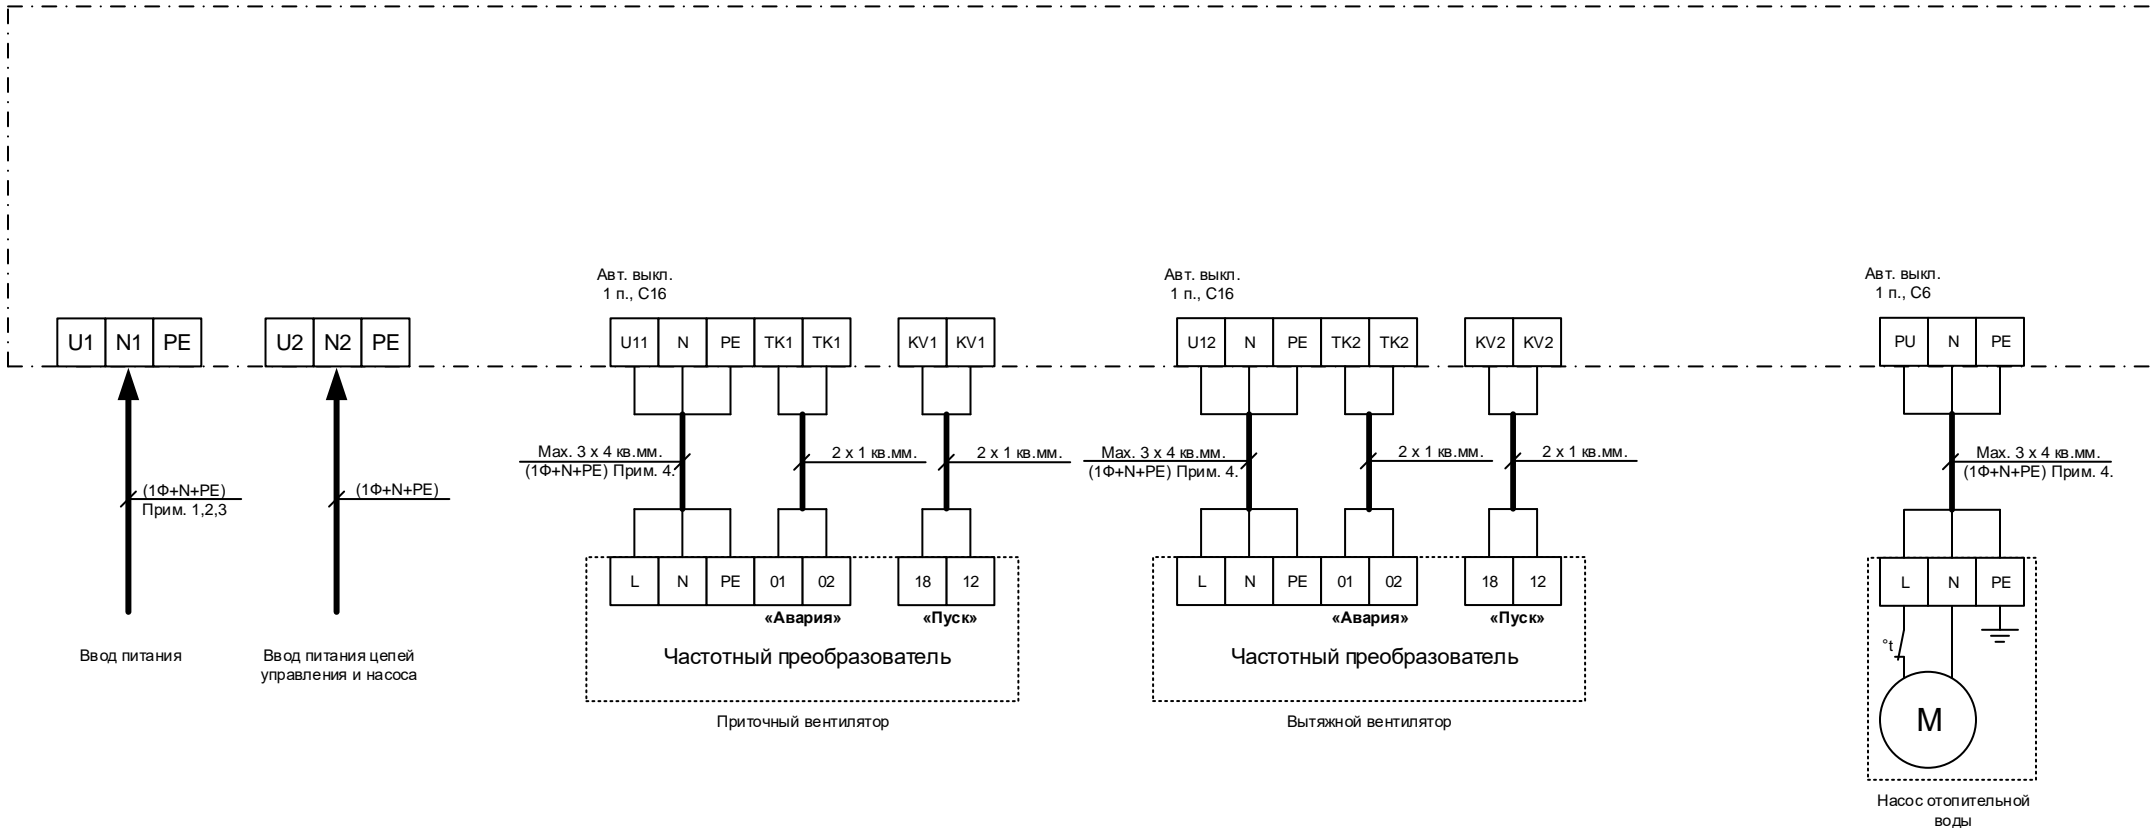 Авт. выкл.
1 п., C16
Авт. выкл.
1 п., C16
Авт. выкл.
1 п., C6
U1 N1 PE
U2 N2 PE
U11 N PE TK1 TK1
KV1 KV1
U12 N PE TK2 TK2
KV2 KV2
PU N PE
(1Ф+N+PE)
Прим. 1,2,3
(1Ф+N+PE)
Max. 3 x 4 кв.мм.
(1Ф+N+PE) Прим. 4.
2 x 1 кв.мм.
2 x 1 кв.мм.
Max. 3 x 4 кв.мм.
(1Ф+N+PE) Прим. 4.
2 x 1 кв.мм.
2 x 1 кв.мм.
Max. 3 x 4 кв.мм.
(1Ф+N+PE) Прим. 4.
L N PE 01 02
18 12
L N PE 01 02
18 12
L N PE
«Авария»
«Пуск»
«Авария»
«Пуск»
Ввод питания
Ввод питания цепей
управления и насоса
Частотный преобразователь
Приточный вентилятор
Частотный преобразователь
Вытяжной вентилятор
°t
M
Насос отопительной
воды